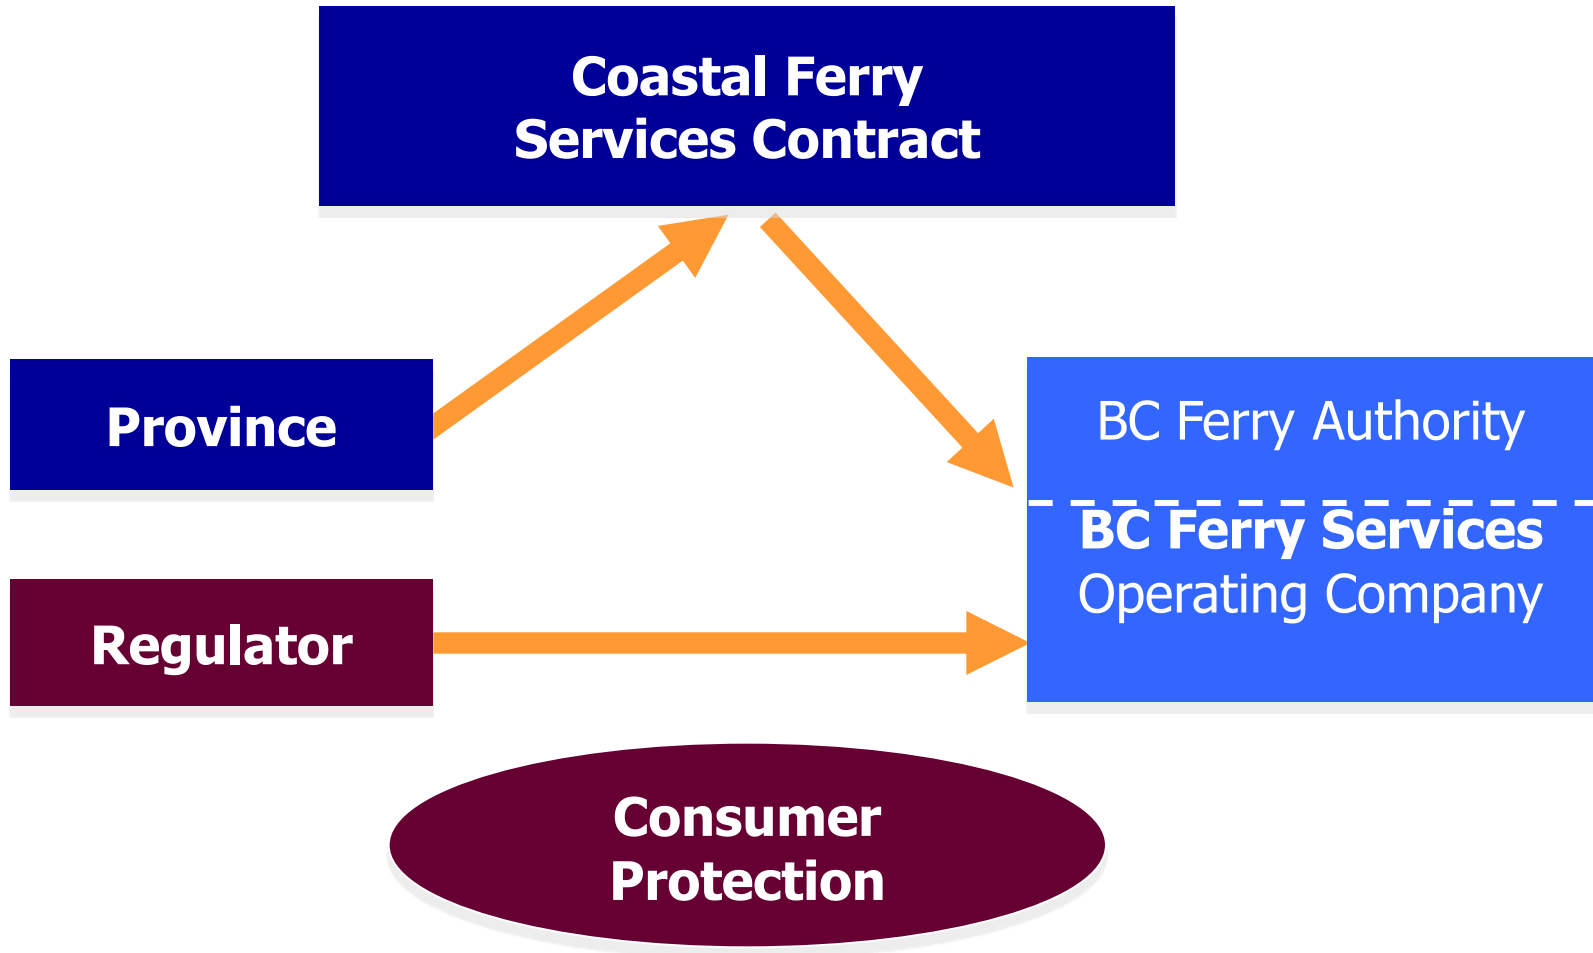 Coastal Ferry
Services Contract
Province
BC Ferry Authority
BC Ferry Services
Operating Company
Regulator
Consumer
Protection